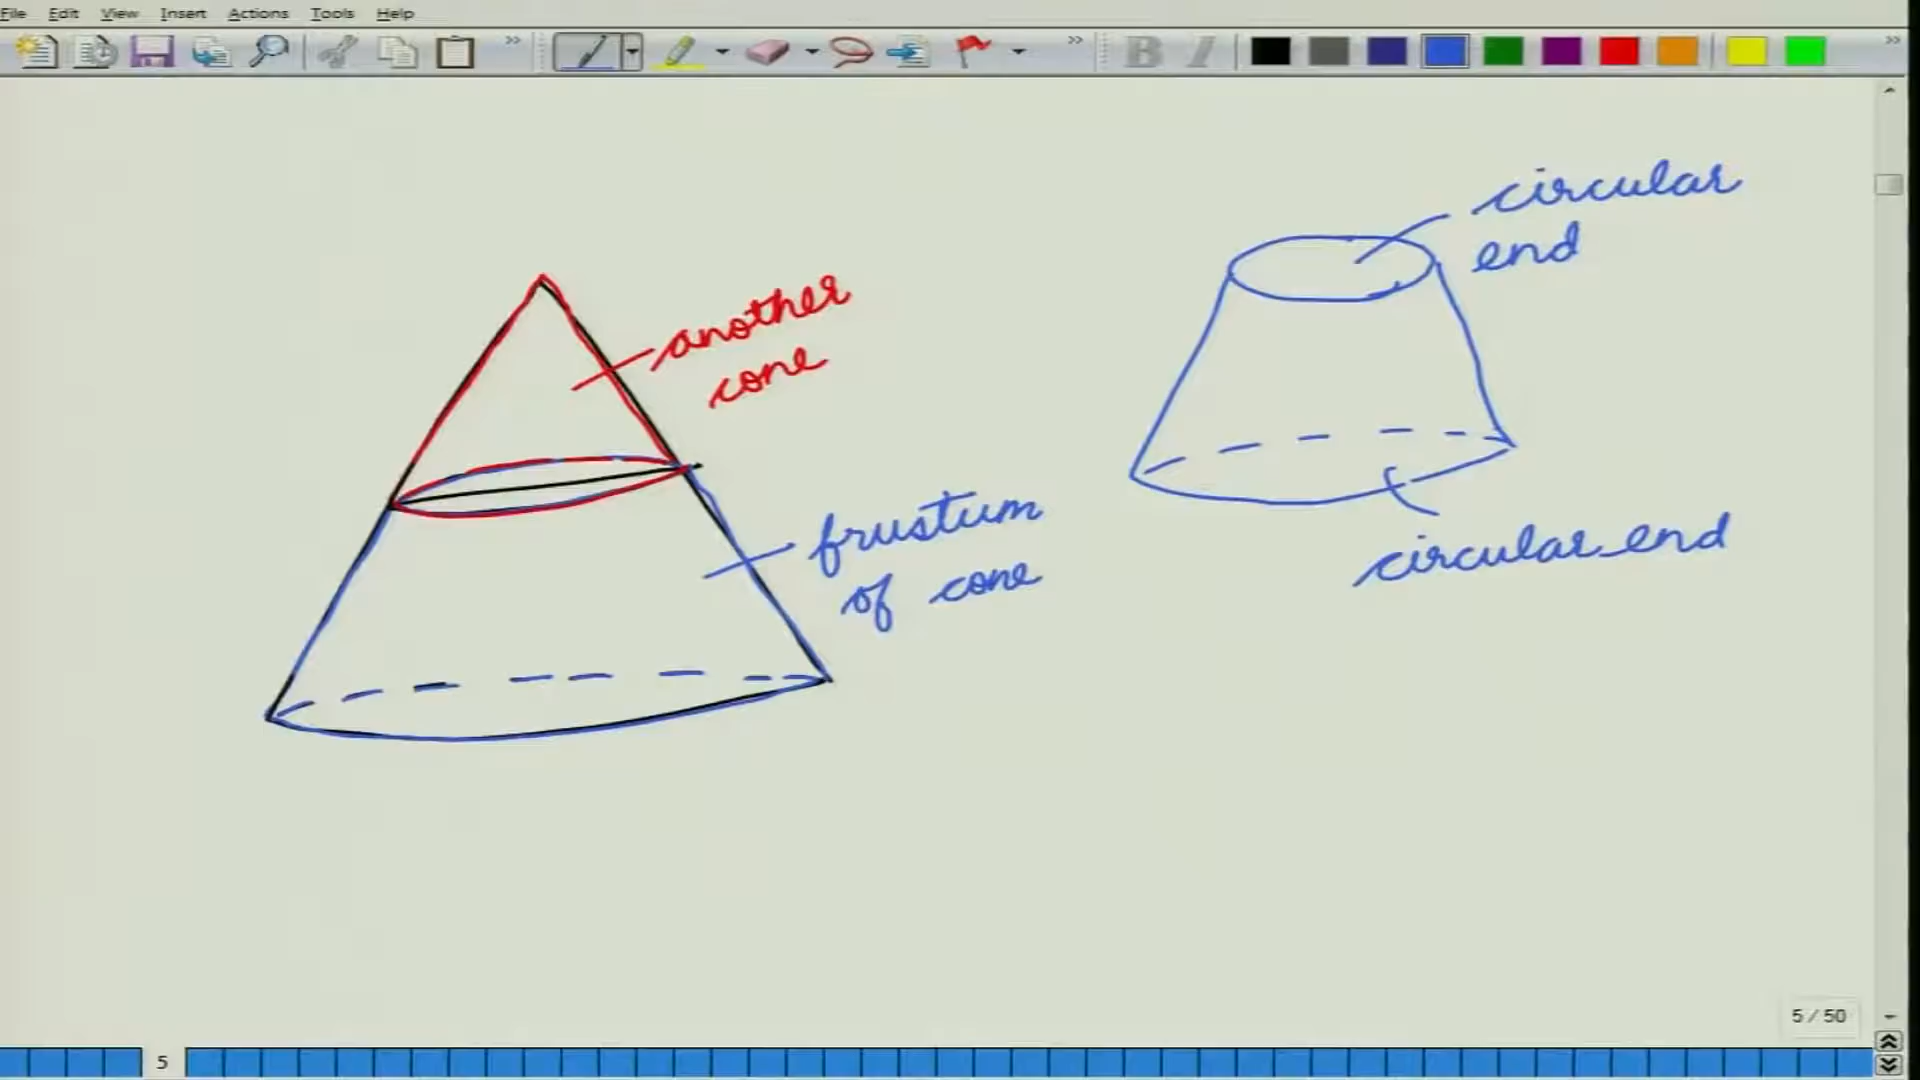 File Edit View Insert Actions Tools Help
B I
another
cone
frustum
of cone
circular
end
circular end
5 / 50
5